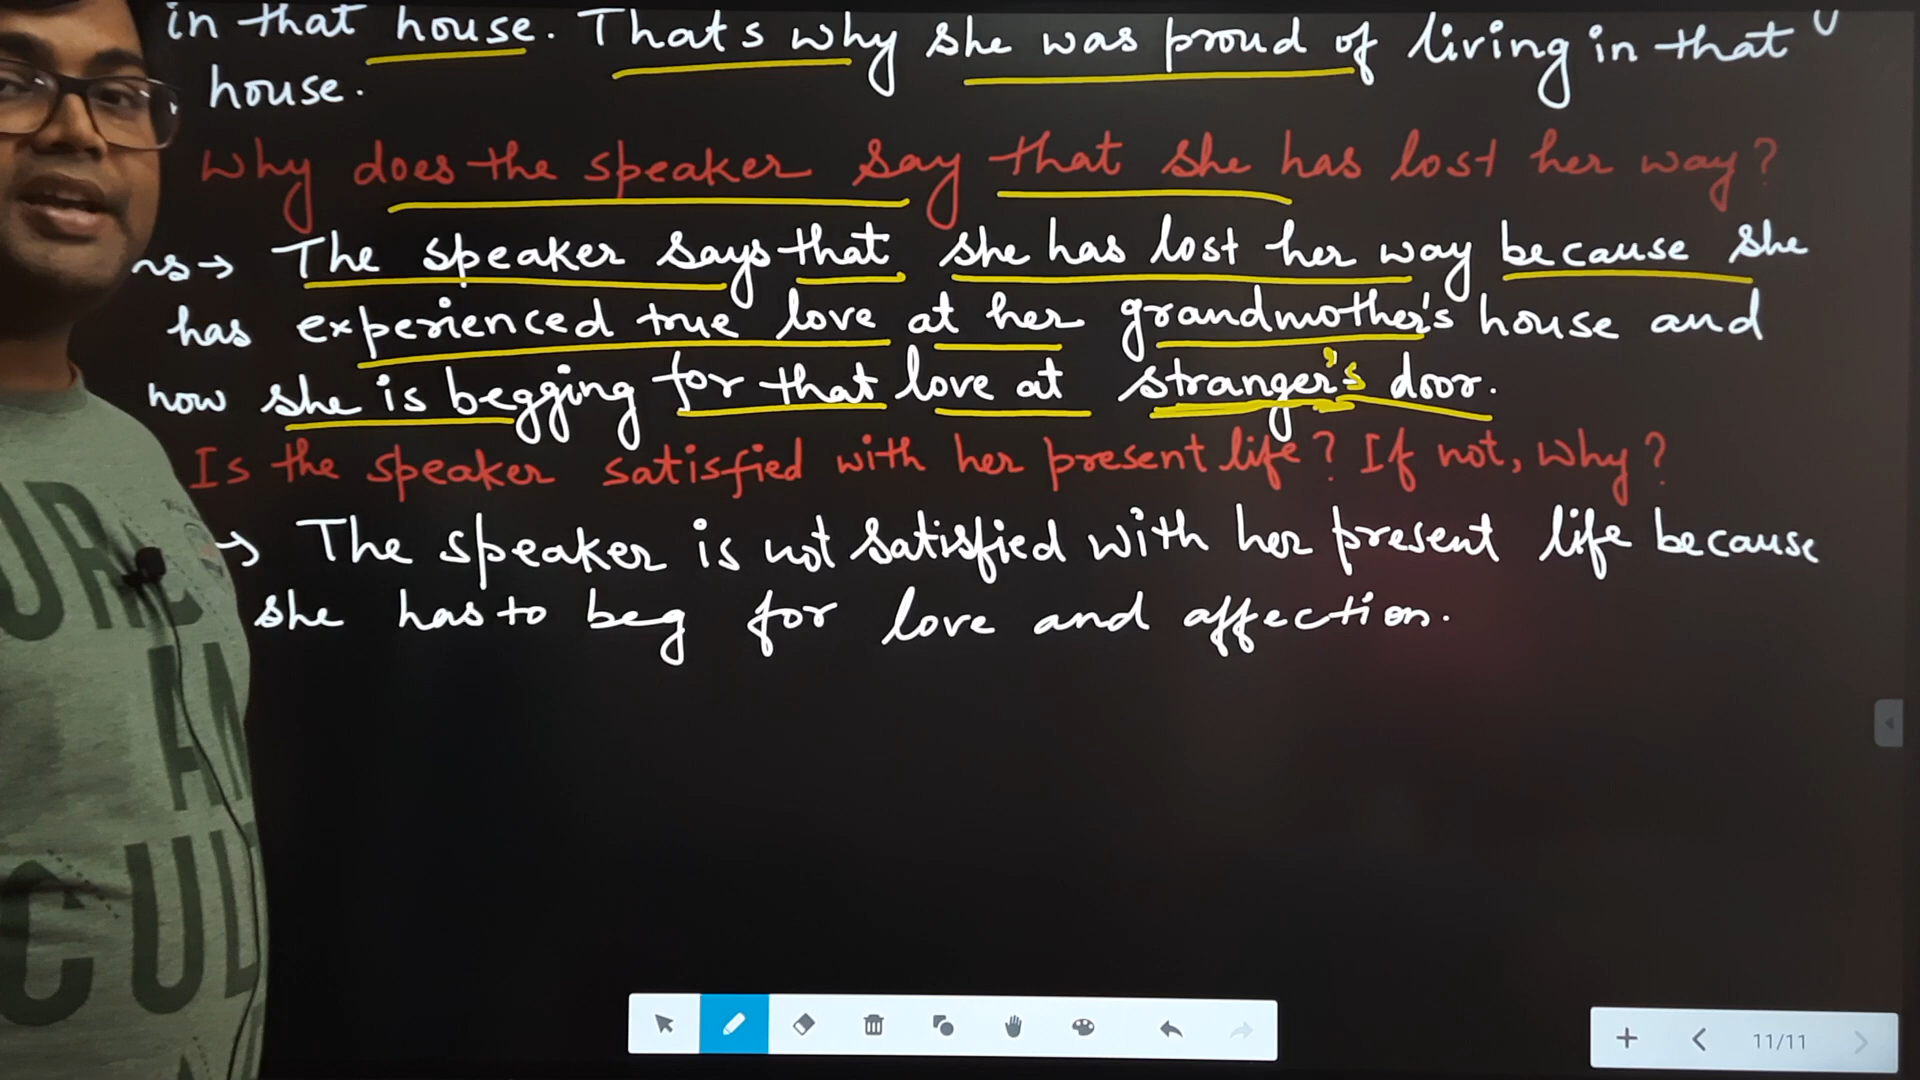 in that house. That's why she was proud of living in that
house.
Why does the speaker say that she has lost her way?
ns → The speaker says that she has lost her way because she
has experienced true love at her grandmother's house and
now she is begging for that love at stranger's door.
Is the speaker satisfied with her present life? If not, why?
→ The speaker is not satisfied with her present life because
she has to beg for love and affection.
11/11